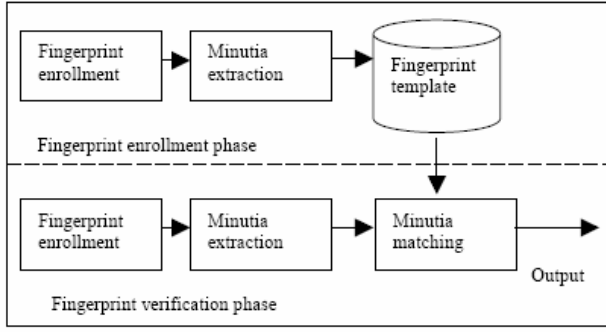 Fingerprint
enrollment
Minutia
extraction
Fingerprint
template
Fingerprint enrollment phase
Fingerprint
enrollment
Minutia
extraction
Minutia
matching
Output
Fingerprint verification phase